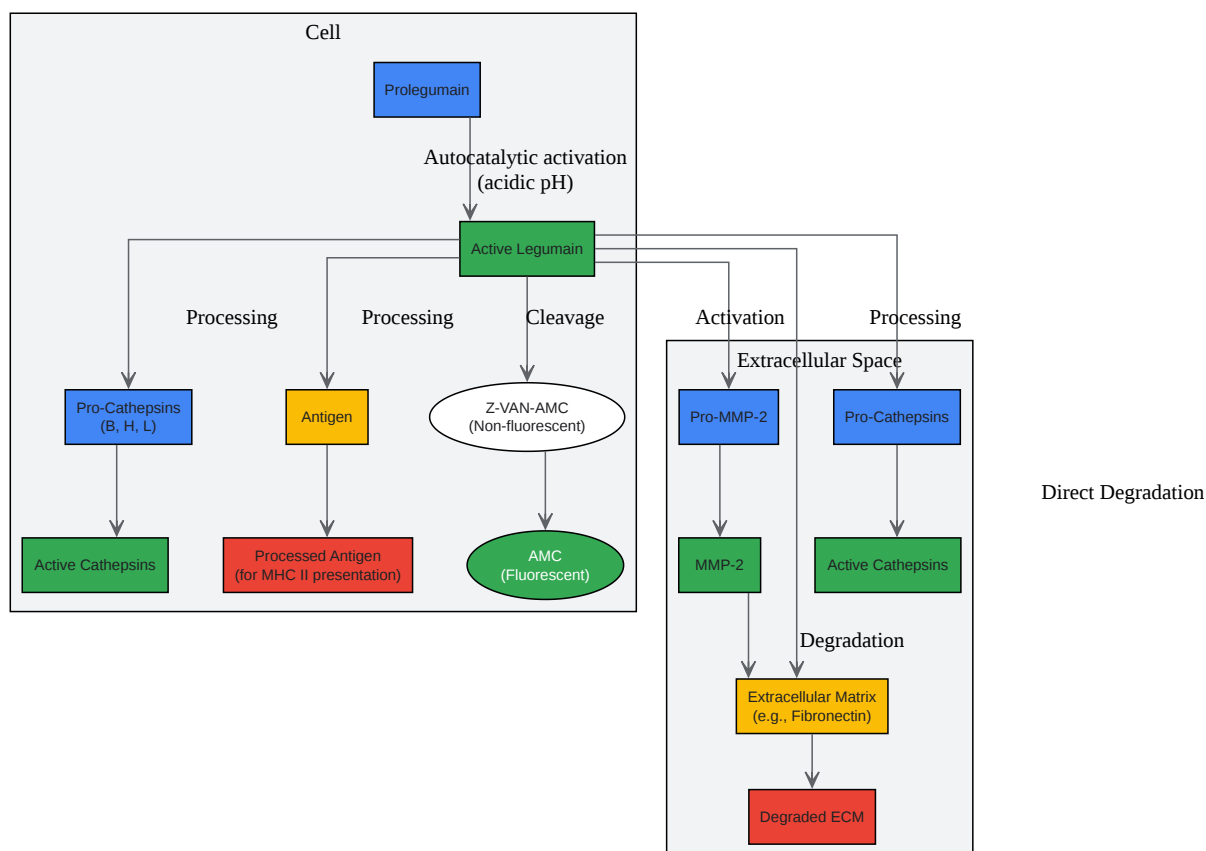 Cell
Prolegumain
Autocatalytic activation
(acidic pH)
Active Legumain
Processing
Processing
Cleavage
Activation
Processing
Extracellular Space
Pro-Cathepsins
(B, H, L)
Antigen
Z-VAN-AMC
(Non-fluorescent)
Pro-MMP-2
Pro-Cathepsins
Direct Degradation
Active Cathepsins
Processed Antigen
(for MHC II presentation)
AMC
(Fluorescent)
MMP-2
Active Cathepsins
Degradation
Extracellular Matrix
(e.g., Fibronectin)
Degraded ECM